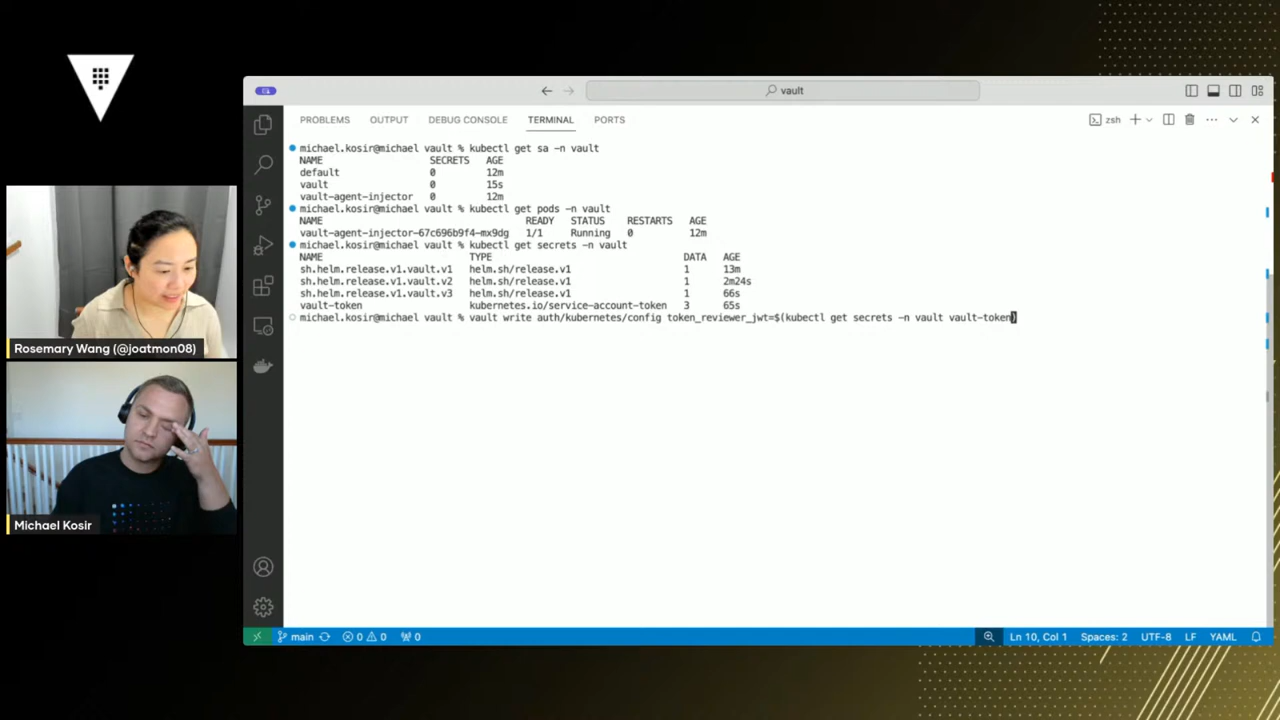 vault
PROBLEMS OUTPUT DEBUG CONSOLE TERMINAL PORTS
zsh
michael.kosir@michael vault % kubectl get sa -n vault
NAME SECRETS AGE
default 0 12m
vault 0 15s
vault-agent-injector 0 12m
michael.kosir@michael vault % kubectl get pods -n vault
NAME READY STATUS RESTARTS AGE
vault-agent-injector-67c696b9f4-mx9dg 1/1 Running 0 12m
michael.kosir@michael vault % kubectl get secrets -n vault
NAME TYPE DATA AGE
sh.helm.release.v1.vault.v1 helm.sh/release.v1 1 13m
sh.helm.release.v1.vault.v2 helm.sh/release.v1 1 2m24s
sh.helm.release.v1.vault.v3 helm.sh/release.v1 1 66s
vault-token kubernetes.io/service-account-token 3 65s
michael.kosir@michael vault % vault write auth/kubernetes/config token_reviewer_jwt=$(kubectl get secrets -n vault vault-token)
Rosemary Wang (@joatmon08)
Michael Kosir
main 0 0 0 Ln 10, Col 1 Spaces: 2 UTF-8 LF YAML